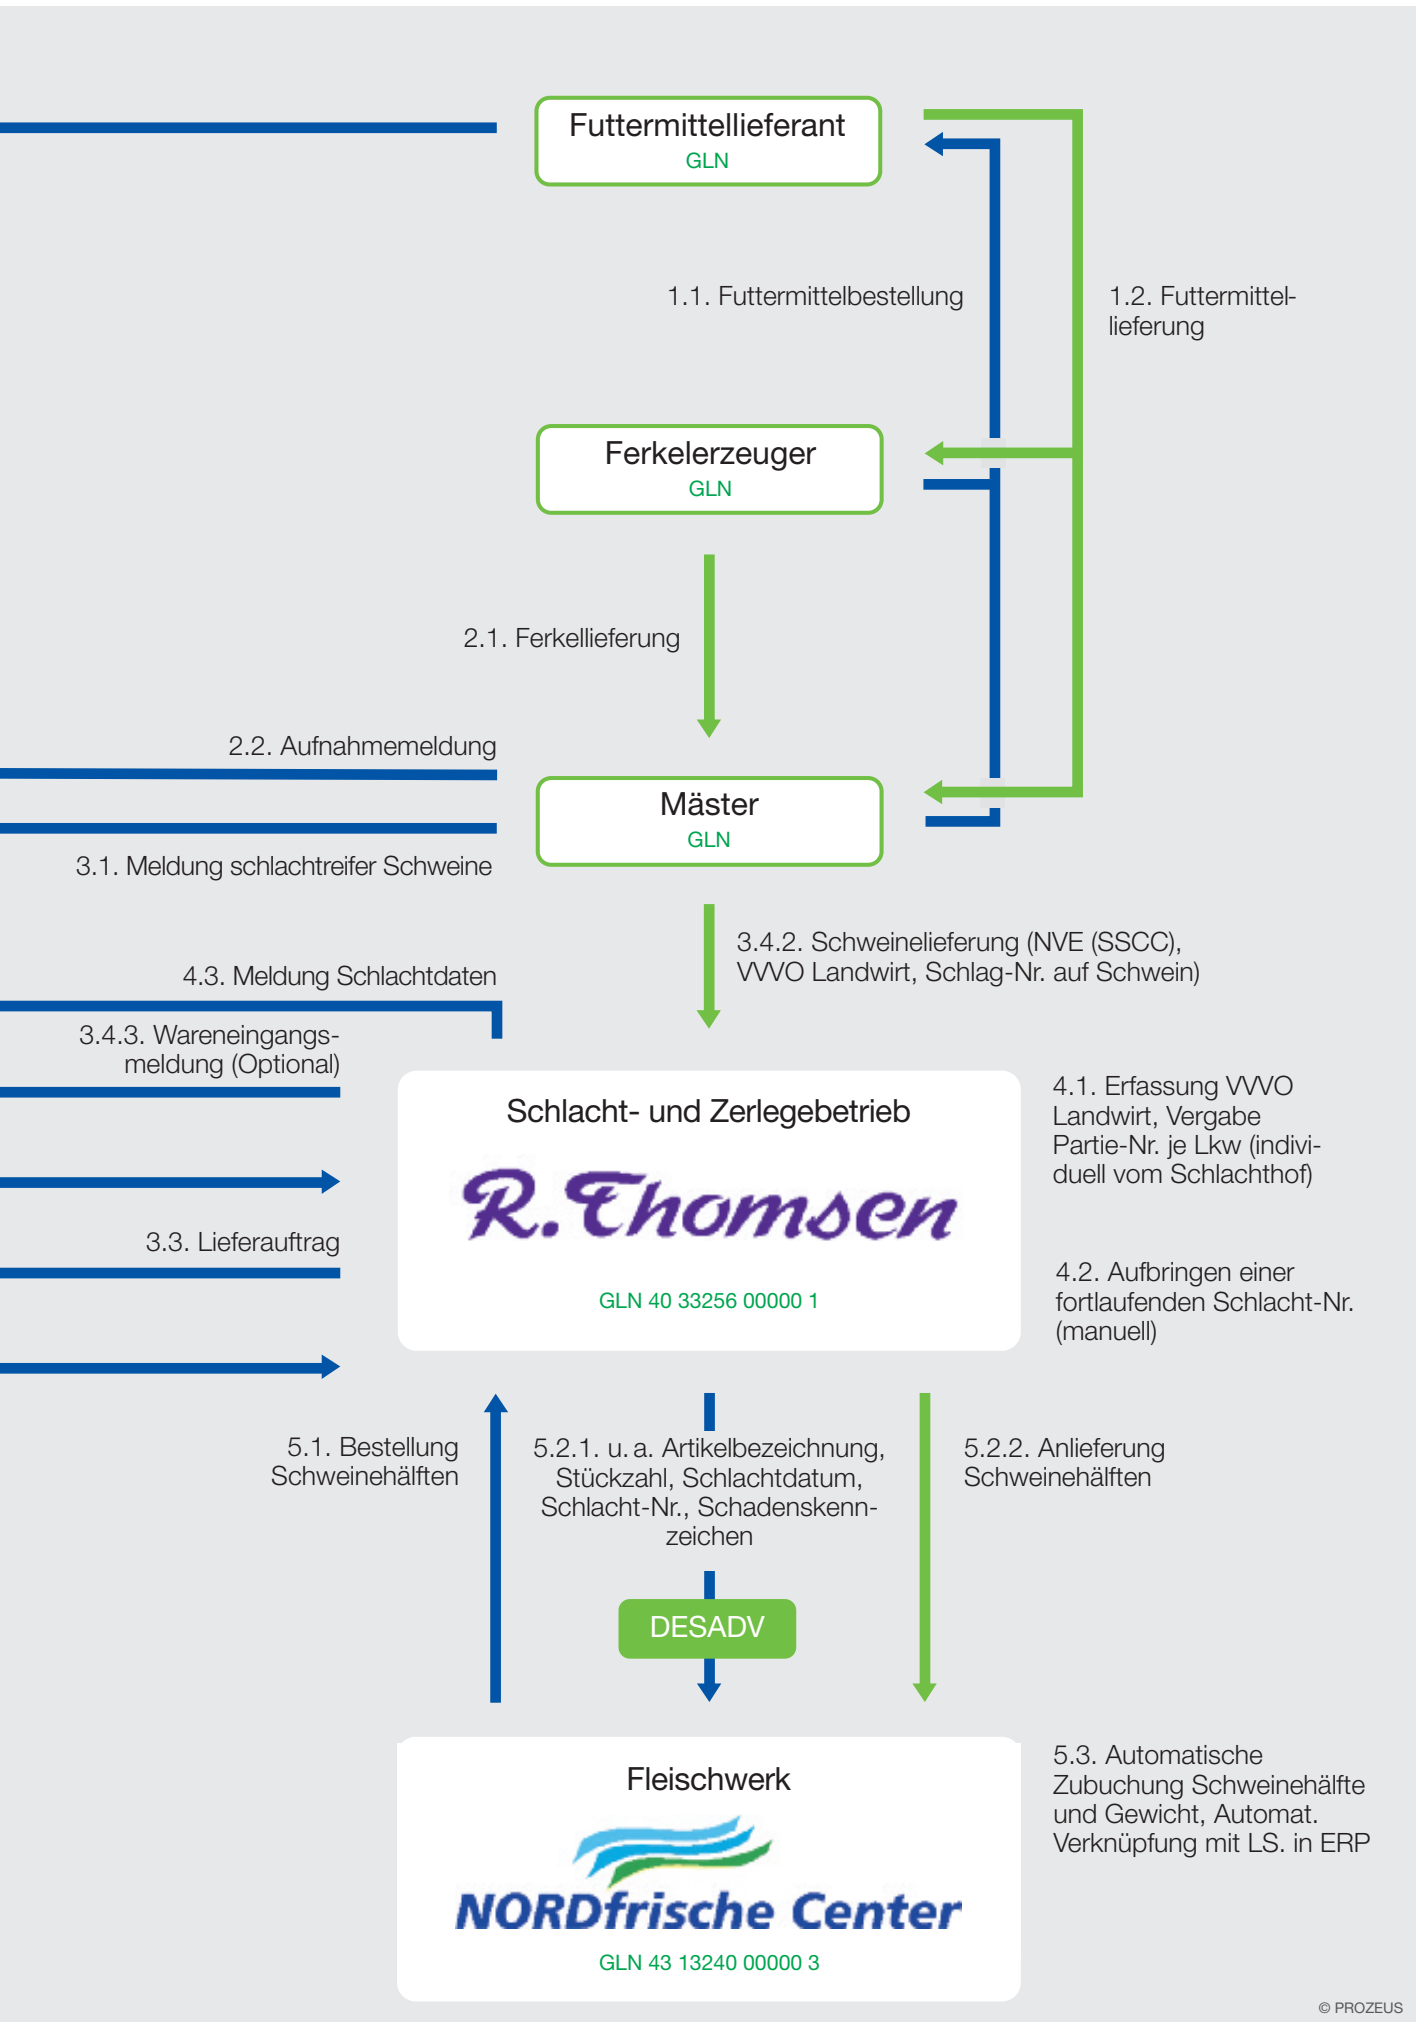 Futtermittellieferant
GLN
1.1. Futtermittelbestellung
1.2. Futtermittel-
lieferung
Ferkelerzeuger
GLN
2.1. Ferkellieferung
2.2. Aufnahmemeldung
Mäster
GLN
3.1. Meldung schlachtreifer Schweine
3.4.2. Schweinelieferung (NVE (SSCC),
VVVO Landwirt, Schlag-Nr. auf Schwein)
4.3. Meldung Schlachtdaten
3.4.3. Wareneingangs-
meldung (Optional)
Schlacht- und Zerlegebetrieb
R. Thomsen
GLN 40 33256 00000 1
4.1. Erfassung VVVO
Landwirt, Vergabe
Partie-Nr. je Lkw (indivi-
duell vom Schlachthof)
3.3. Lieferauftrag
4.2. Aufbringen einer
fortlaufenden Schlacht-Nr.
(manuell)
5.1. Bestellung
Schweinehälften
5.2.1. u. a. Artikelbezeichnung,
Stückzahl, Schlachtdatum,
Schlacht-Nr., Schadenskenn-
zeichen
5.2.2. Anlieferung
Schweinehälften
DESADV
Fleischwerk
NORDfrische Center
GLN 43 13240 00000 3
5.3. Automatische
Zubuchung Schweinehälfte
und Gewicht, Automat.
Verknüpfung mit LS. in ERP
© PROZEUS